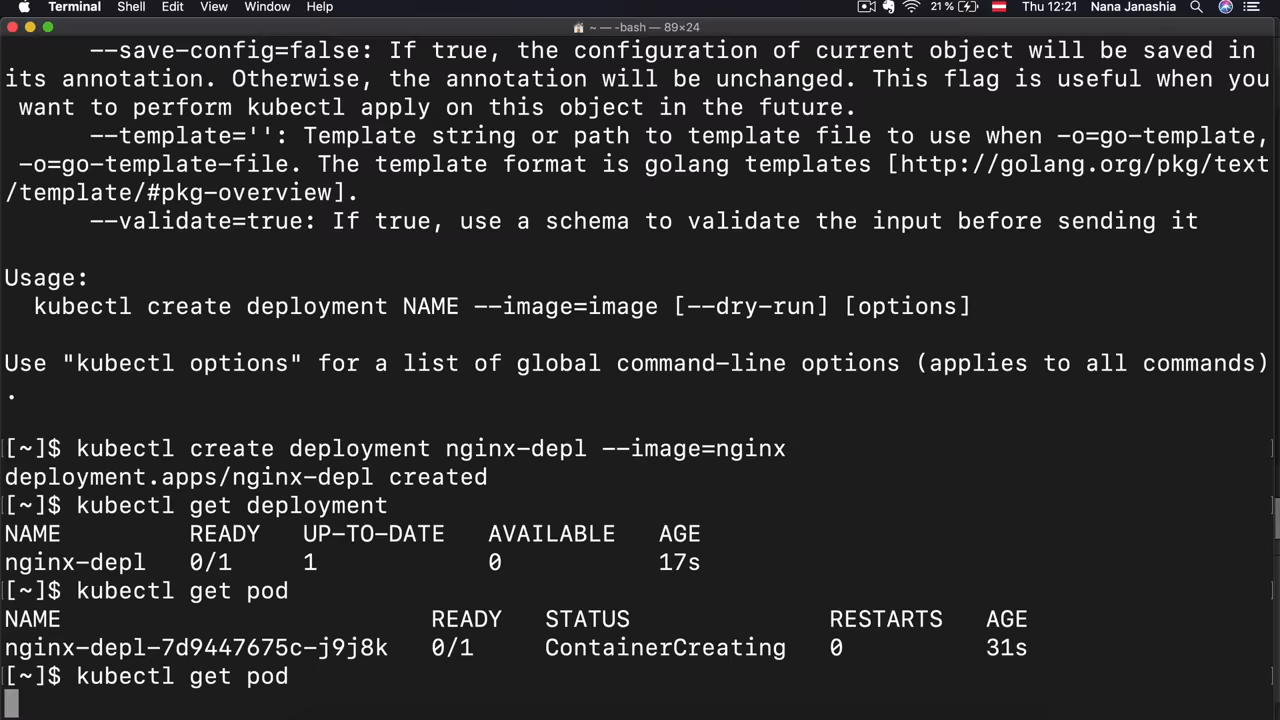 Terminal Shell Edit View Window Help 21% Thu 12:21 Nana Janashia
~ — -bash — 89×24
--save-config=false: If true, the configuration of current object will be saved in
its annotation. Otherwise, the annotation will be unchanged. This flag is useful when you
want to perform kubectl apply on this object in the future.
--template='': Template string or path to template file to use when -o=go-template,
-o=go-template-file. The template format is golang templates [http://golang.org/pkg/text
/template/#pkg-overview].
--validate=true: If true, use a schema to validate the input before sending it
Usage:
kubectl create deployment NAME --image=image [--dry-run] [options]
Use "kubectl options" for a list of global command-line options (applies to all commands)
.
[~]$ kubectl create deployment nginx-depl --image=nginx
deployment.apps/nginx-depl created
[~]$ kubectl get deployment
NAME READY UP-TO-DATE AVAILABLE AGE
nginx-depl 0/1 1 0 17s
[~]$ kubectl get pod
NAME READY STATUS RESTARTS AGE
nginx-depl-7d9447675c-j9j8k 0/1 ContainerCreating 0 31s
[~]$ kubectl get pod